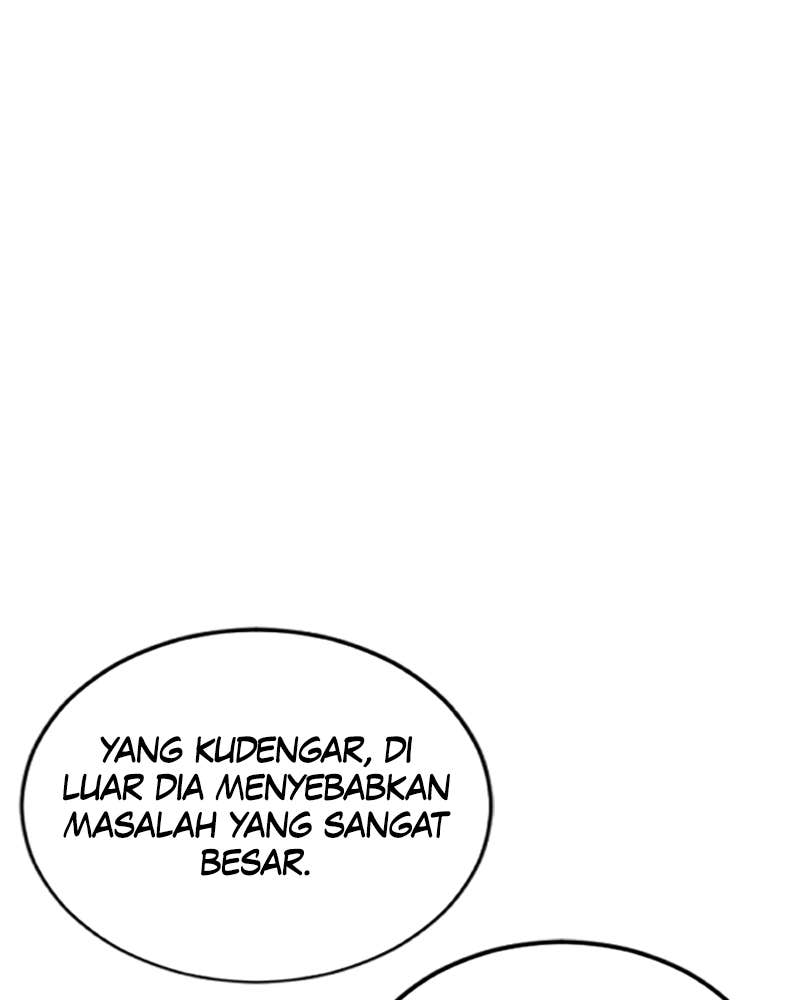 YANG KUDENGAR, DI
LUAR DIA MENYEBABKAN
MASALAH YANG SANGAT
BESAR.